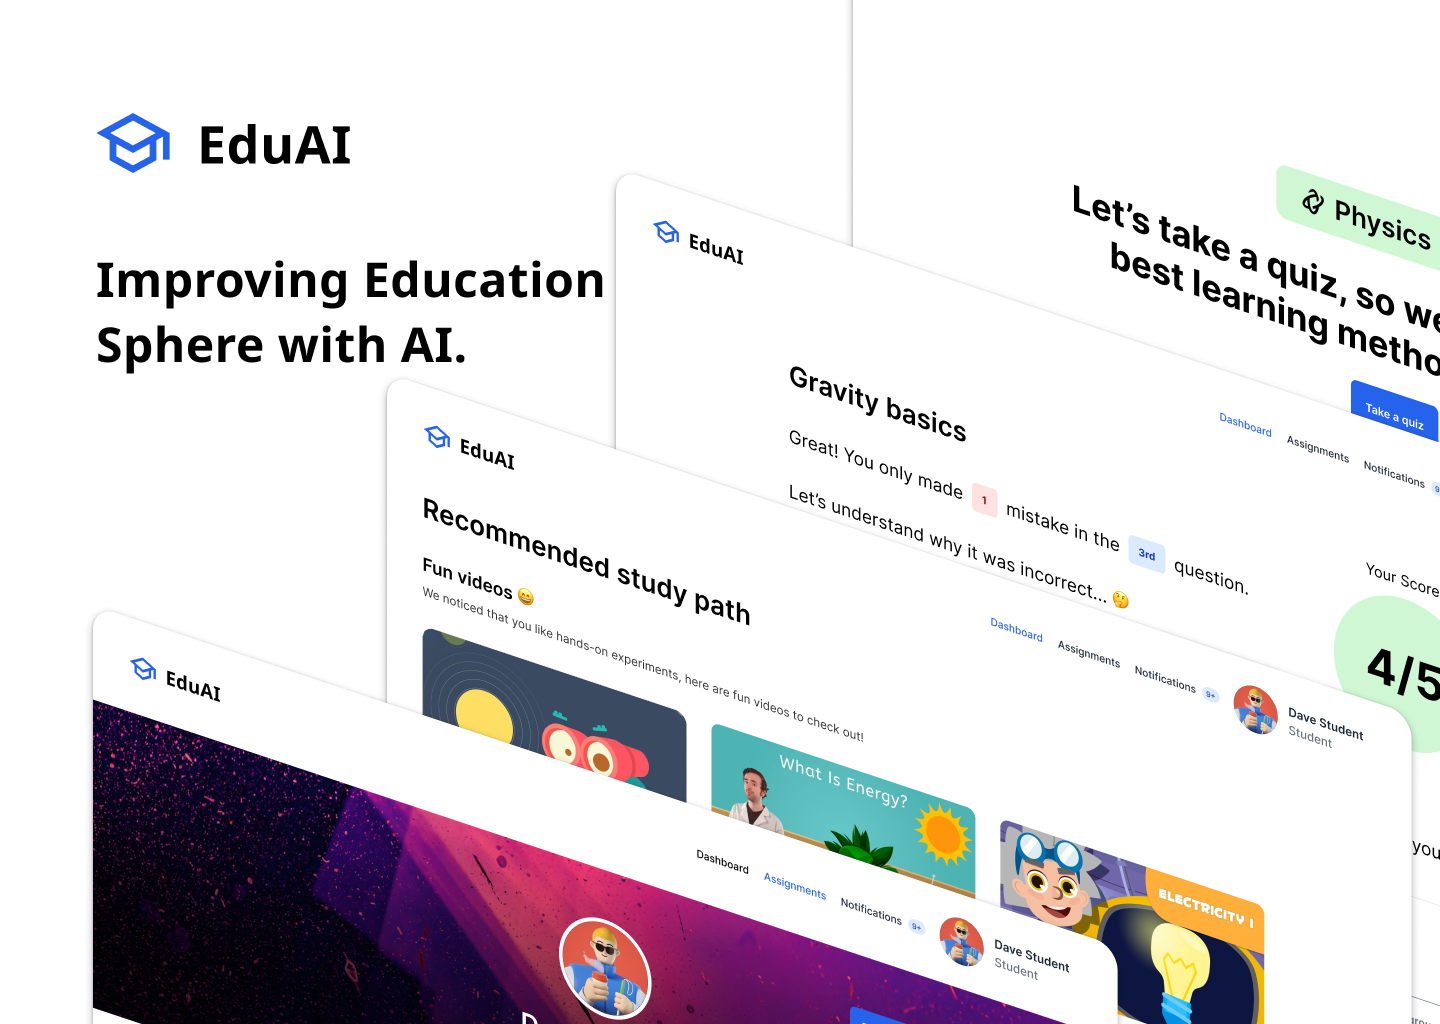 EduAI
Improving Education
Sphere with AI.
Physics
Let's take a quiz, so we
best learning
Take a quiz
EduAI
Dashboard
Assignments
Notifications
Gravity basics
Great! You only made 1 mistake in the 3rd question.
Let's understand why it was incorrect... 🤔
Your Score
4/5
EduAI
Dashboard
Assignments
Notifications 9+
Dave Student
Student
Recommended study path
Fun videos 😄
We noticed that you like hands-on experiments, here are fun videos to check out!
What Is Energy?
ELECTRICITY
EduAI
Dashboard
Assignments
Notifications 9+
Dave Student
Student